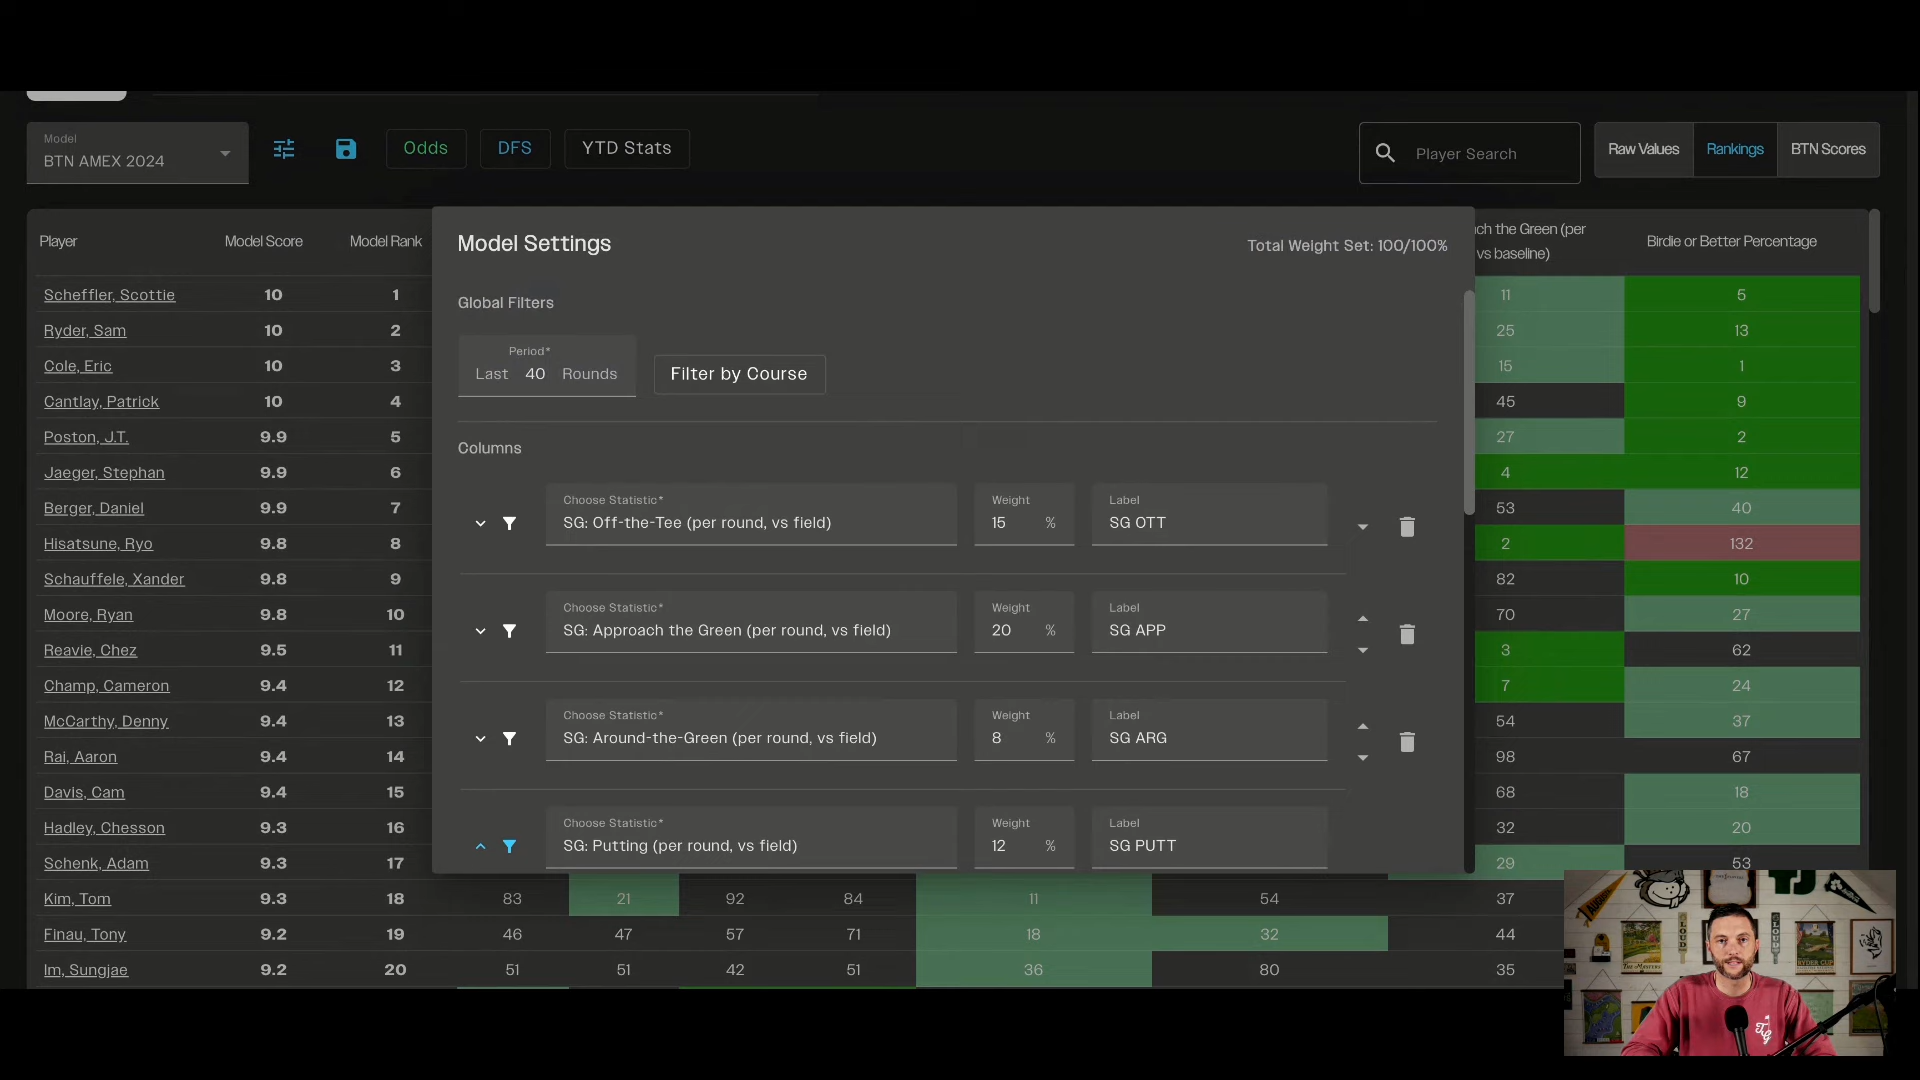 Model
BTN AMEX 2024
Odds
DFS
YTD Stats
Player Search
Raw Values
Rankings
BTN Scores
Player
Model Score
Model Rank
ch the Green (per
vs baseline)
Birdie or Better Percentage
Model Settings
Total Weight Set: 100/100%
Global Filters
Period*
Last 40 Rounds
Filter by Course
Columns
Choose Statistic*
SG: Off-the-Tee (per round, vs field)
Weight
15 %
Label
SG OTT
Choose Statistic*
SG: Approach the Green (per round, vs field)
Weight
20 %
Label
SG APP
Choose Statistic*
SG: Around-the-Green (per round, vs field)
Weight
8 %
Label
SG ARG
Choose Statistic*
SG: Putting (per round, vs field)
Weight
12 %
Label
SG PUTT
Scheffler, Scottie 10 1 11 5
Ryder, Sam 10 2 25 13
Cole, Eric 10 3 15 1
Cantlay, Patrick 10 4 45 9
Poston, J.T. 9.9 5 27 2
Jaeger, Stephan 9.9 6 4 12
Berger, Daniel 9.9 7 53 40
Hisatsune, Ryo 9.8 8 2 132
Schauffele, Xander 9.8 9 82 10
Moore, Ryan 9.8 10 70 27
Reavie, Chez 9.5 11 3 62
Champ, Cameron 9.4 12 7 24
McCarthy, Denny 9.4 13 54 37
Rai, Aaron 9.4 14 98 67
Davis, Cam 9.4 15 68 18
Hadley, Chesson 9.3 16 32 20
Schenk, Adam 9.3 17 29 53
Kim, Tom 9.3 18 83 21 92 84 11 54 37
Finau, Tony 9.2 19 46 47 57 71 18 32 44
Im, Sungjae 9.2 20 51 51 42 51 36 80 35
LOUD
RYDER CUP
TG